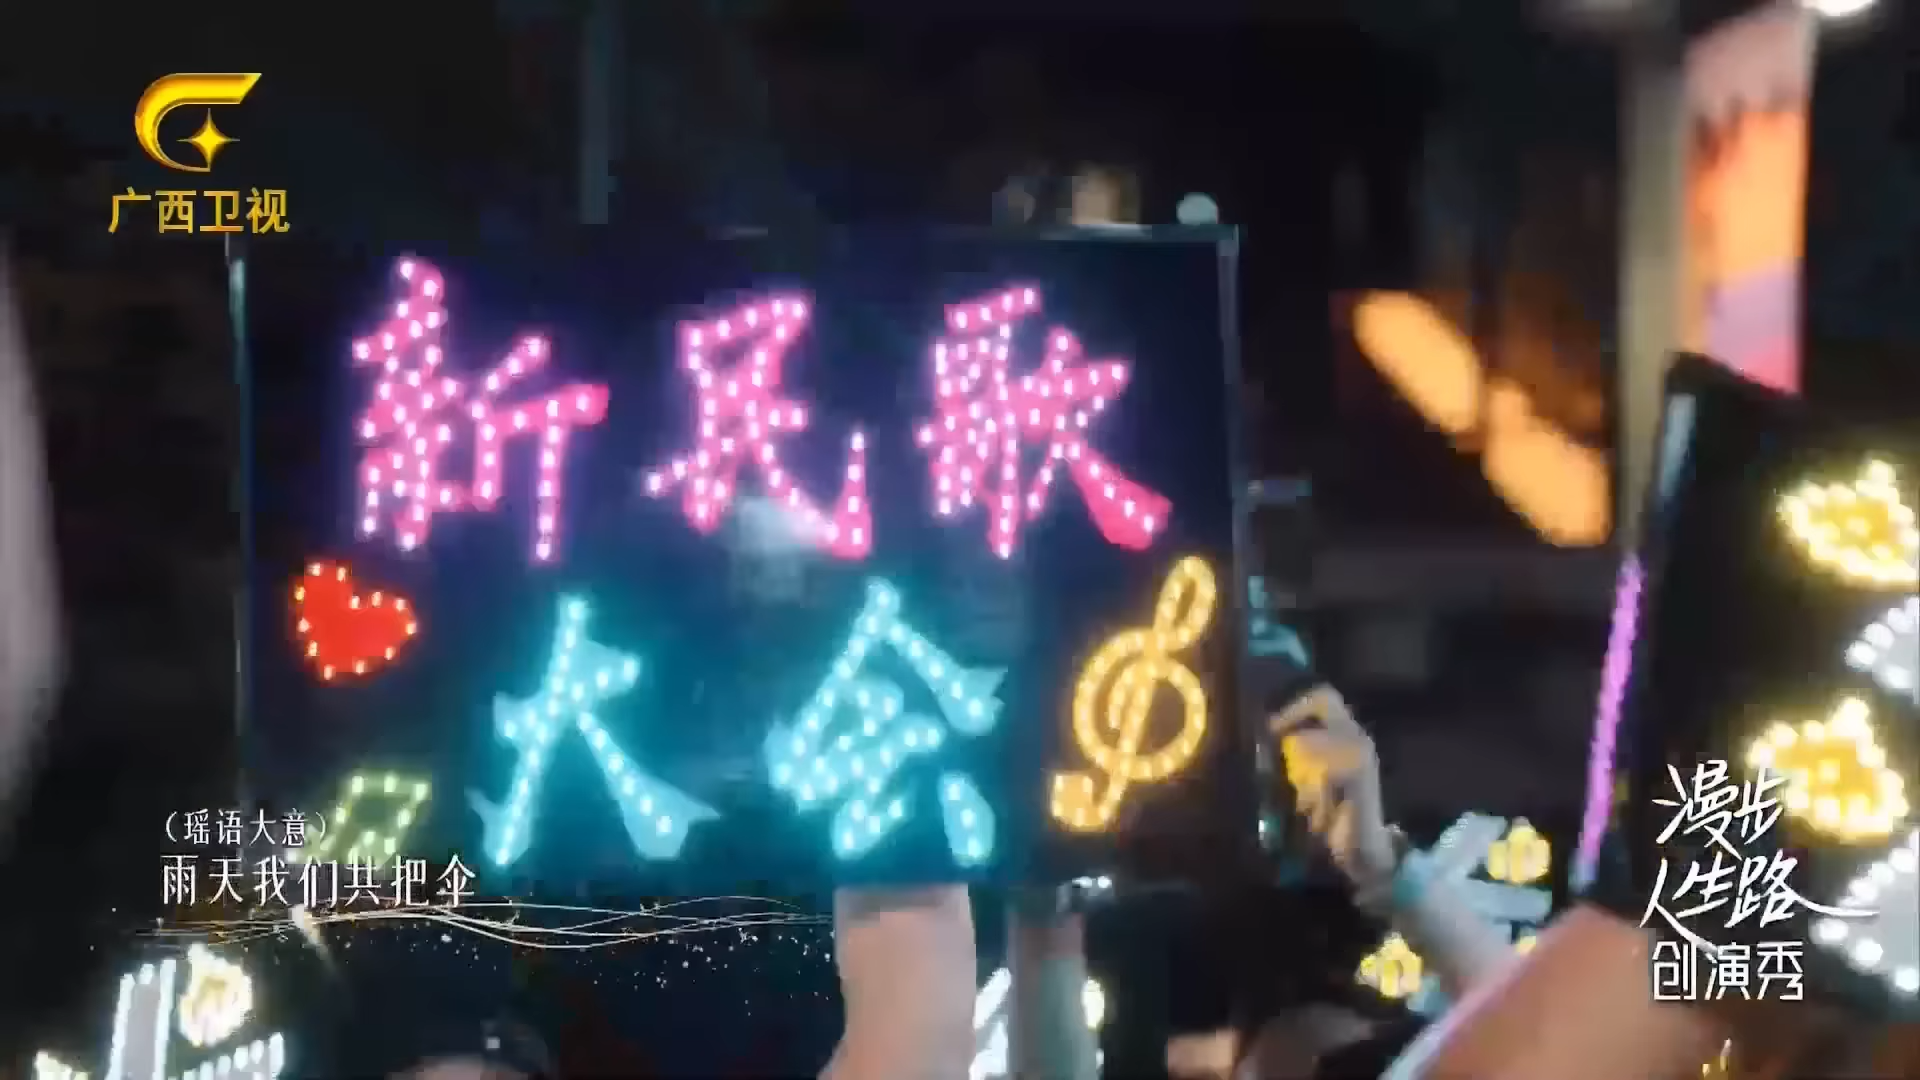 广西卫视
新民歌
大会
（瑶语大意）
雨天我们共把伞
漫步
人生路
创演秀